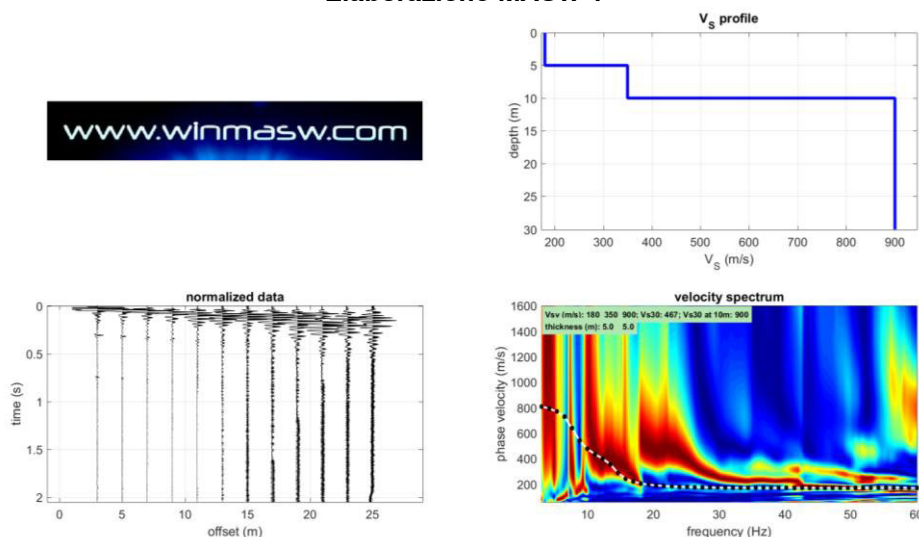 V_S profile
0
5
10
15
20
25
30
depth (m)
200 300 400 500 600 700 800 900
V_S (m/s)
www.winmasw.com
normalized data
0
0.5
1
1.5
2
time (s)
0 5 10 15 20 25
offset (m)
velocity spectrum
Vsv (m/s): 180 350 900; Vs30: 467; Vs30 at 10m: 900
thickness (m): 5.0 5.0
1600
1400
1200
1000
800
600
400
200
phase velocity (m/s)
10 20 30 40 50 60
frequency (Hz)